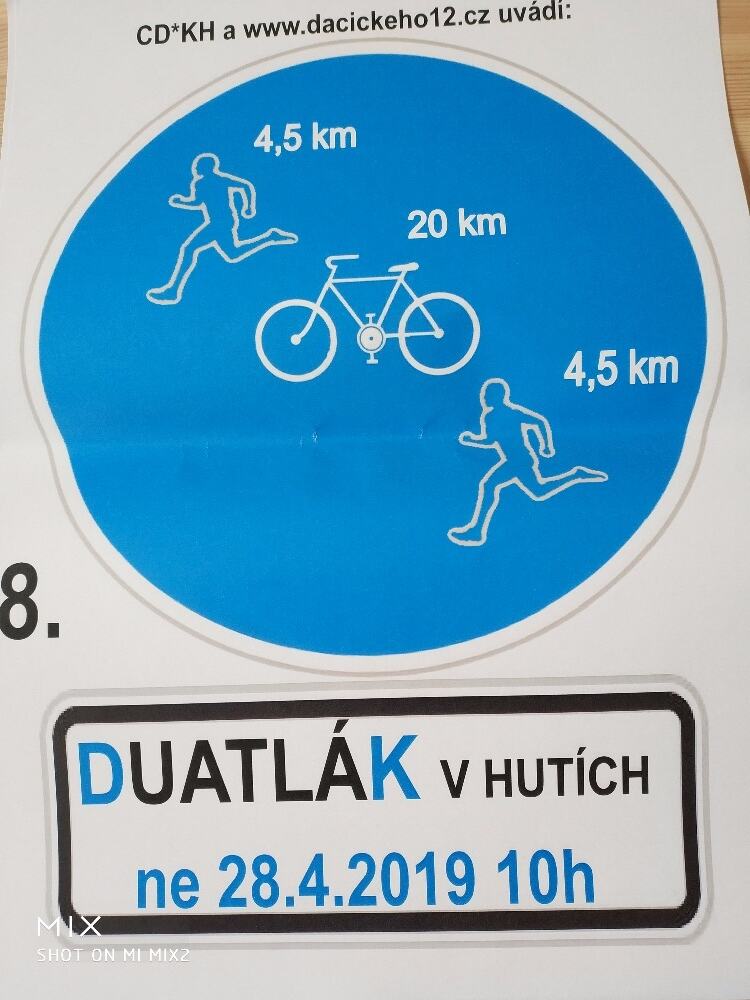 CD*KH a www.dacickeho12.cz uvádí:
4,5 km
20 km
4,5 km
8.
DUATLÁK V HUTÍCH
ne 28.4.2019 10h
MIX
SHOT ON MI MIX2